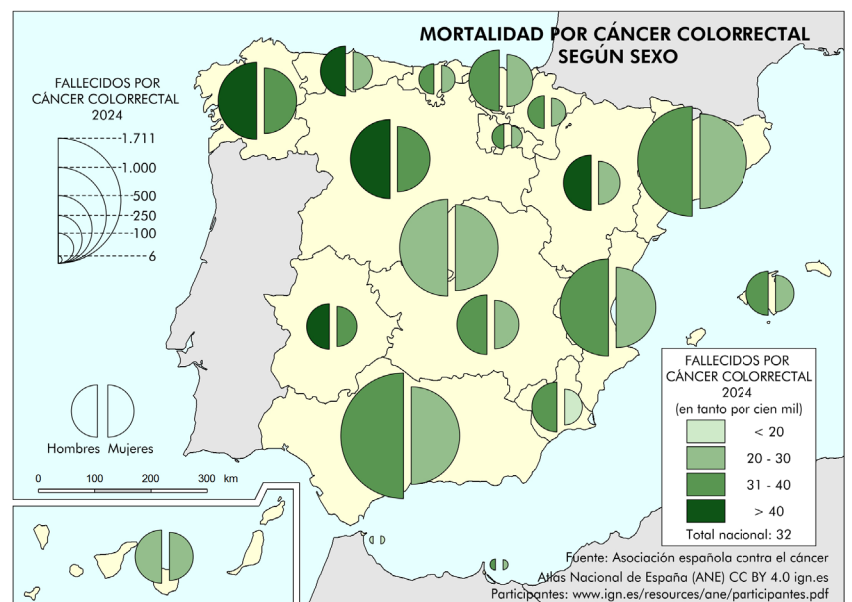 MORTALIDAD POR CÁNCER COLORRECTAL
SEGÚN SEXO
FALLECIDOS POR
CÁNCER COLORRECTAL
2024
1.711
1.000
500
250
100
6
Hombres Mujeres
0 100 200 300 km
FALLECIDOS POR
CÁNCER COLORRECTAL
2024
(en tanto por cien mil)
< 20
20 - 30
31 - 40
> 40
Total nacional: 32
Fuente: Asociación española contra el cáncer
Atlas Nacional de España (ANE) CC BY 4.0 ign.es
Participantes: www.ign.es/resources/ane/participantes.pdf